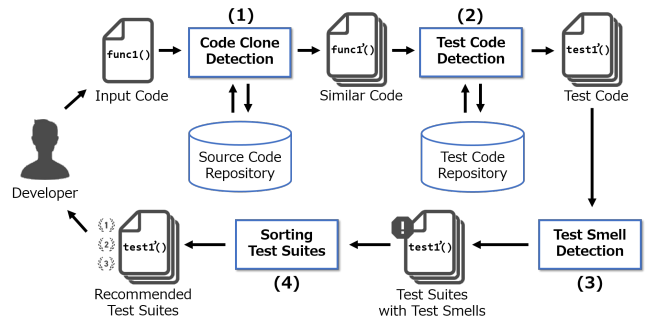 (1)
(2)
func1()
Code Clone
Detection
func1’()
Test Code
Detection
test1’()
Input Code
Similar Code
Test Code
Source Code
Repository
Test Code
Repository
Developer
1
2
3
test1’()
Sorting
Test Suites
test1’()
Test Smell
Detection
(4)
(3)
Recommended
Test Suites
Test Suites
with Test Smells